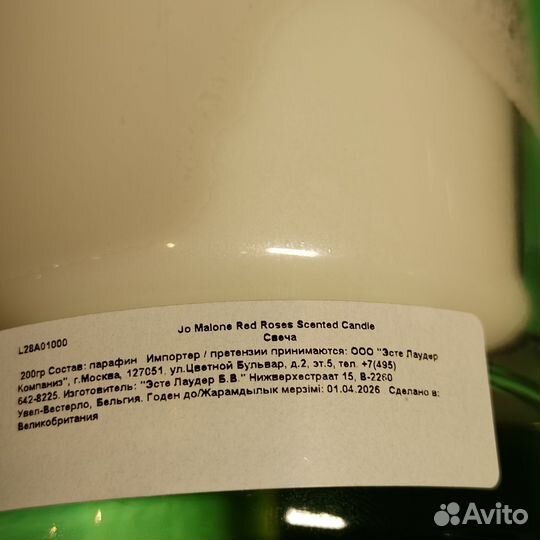 Jo Malone Red Roses Scented Candle
L28A01000
Свеча
200гр Состав: парафин Импортер / претензии принимаются: ООО "Эсте Лаудер
Компаниз", г.Москва, 127051, ул.Цветной Бульвар, д.2, эт.5, тел. +7(495)
642-8225. Изготовитель: "Эсте Лаудер Б.В." Нижверхестраат 15, В-2260
Увел-Вестерло, Бельгия. Годен до/Жарамдылык мерзiмi: 01.04.2026 Сделано в:
Великобритания
Avito